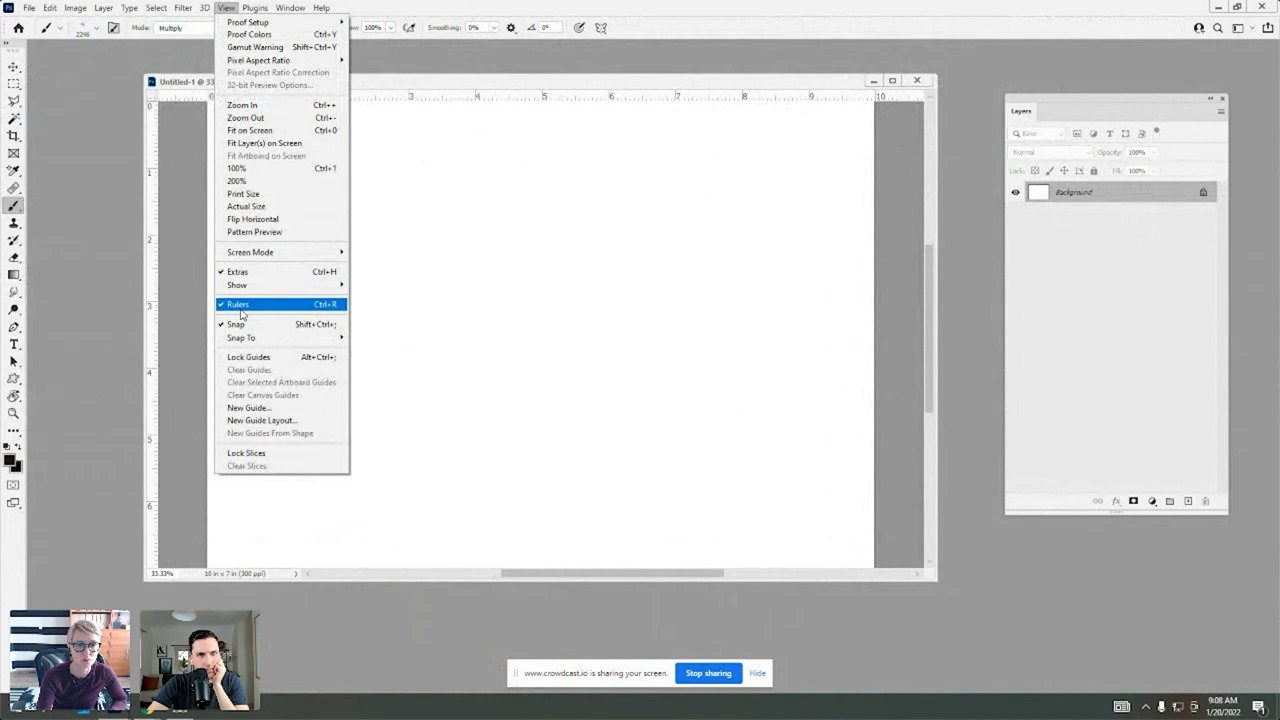 Ps File Edit Image Layer Type Select Filter 3D View Plugins Window Help
2246 Mode: Multiply 100% Smoothing: 0% 0°
Proof Setup
Proof Colors Ctrl+Y
Gamut Warning Shift+Ctrl+Y
Pixel Aspect Ratio
Pixel Aspect Ratio Correction
32-bit Preview Options...
Ps Untitled-1 @ 33
0 3 4 5 6 7 8 9 10
Zoom In Ctrl++
Zoom Out Ctrl+-
Fit on Screen Ctrl+0
Fit Layer(s) on Screen
Fit Artboard on Screen
100% Ctrl+1
200%
Print Size
Actual Size
Flip Horizontal
Pattern Preview
Screen Mode
✓ Extras Ctrl+H
Show
✓ Rulers Ctrl+R
✓ Snap Shift+Ctrl+;
Snap To
Lock Guides Alt+Ctrl+;
Clear Guides
Clear Selected Artboard Guides
Clear Canvas Guides
New Guide...
New Guide Layout...
New Guides From Shape
Lock Slices
Clear Slices
0
1
2
3
4
5
6
33.33% 10 in x 7 in (300 ppi)
Layers
Kind
Normal Opacity: 100%
Lock: Fill: 100%
Background
www.crowdcast.io is sharing your screen. Stop sharing Hide
9:08 AM
1/20/2022